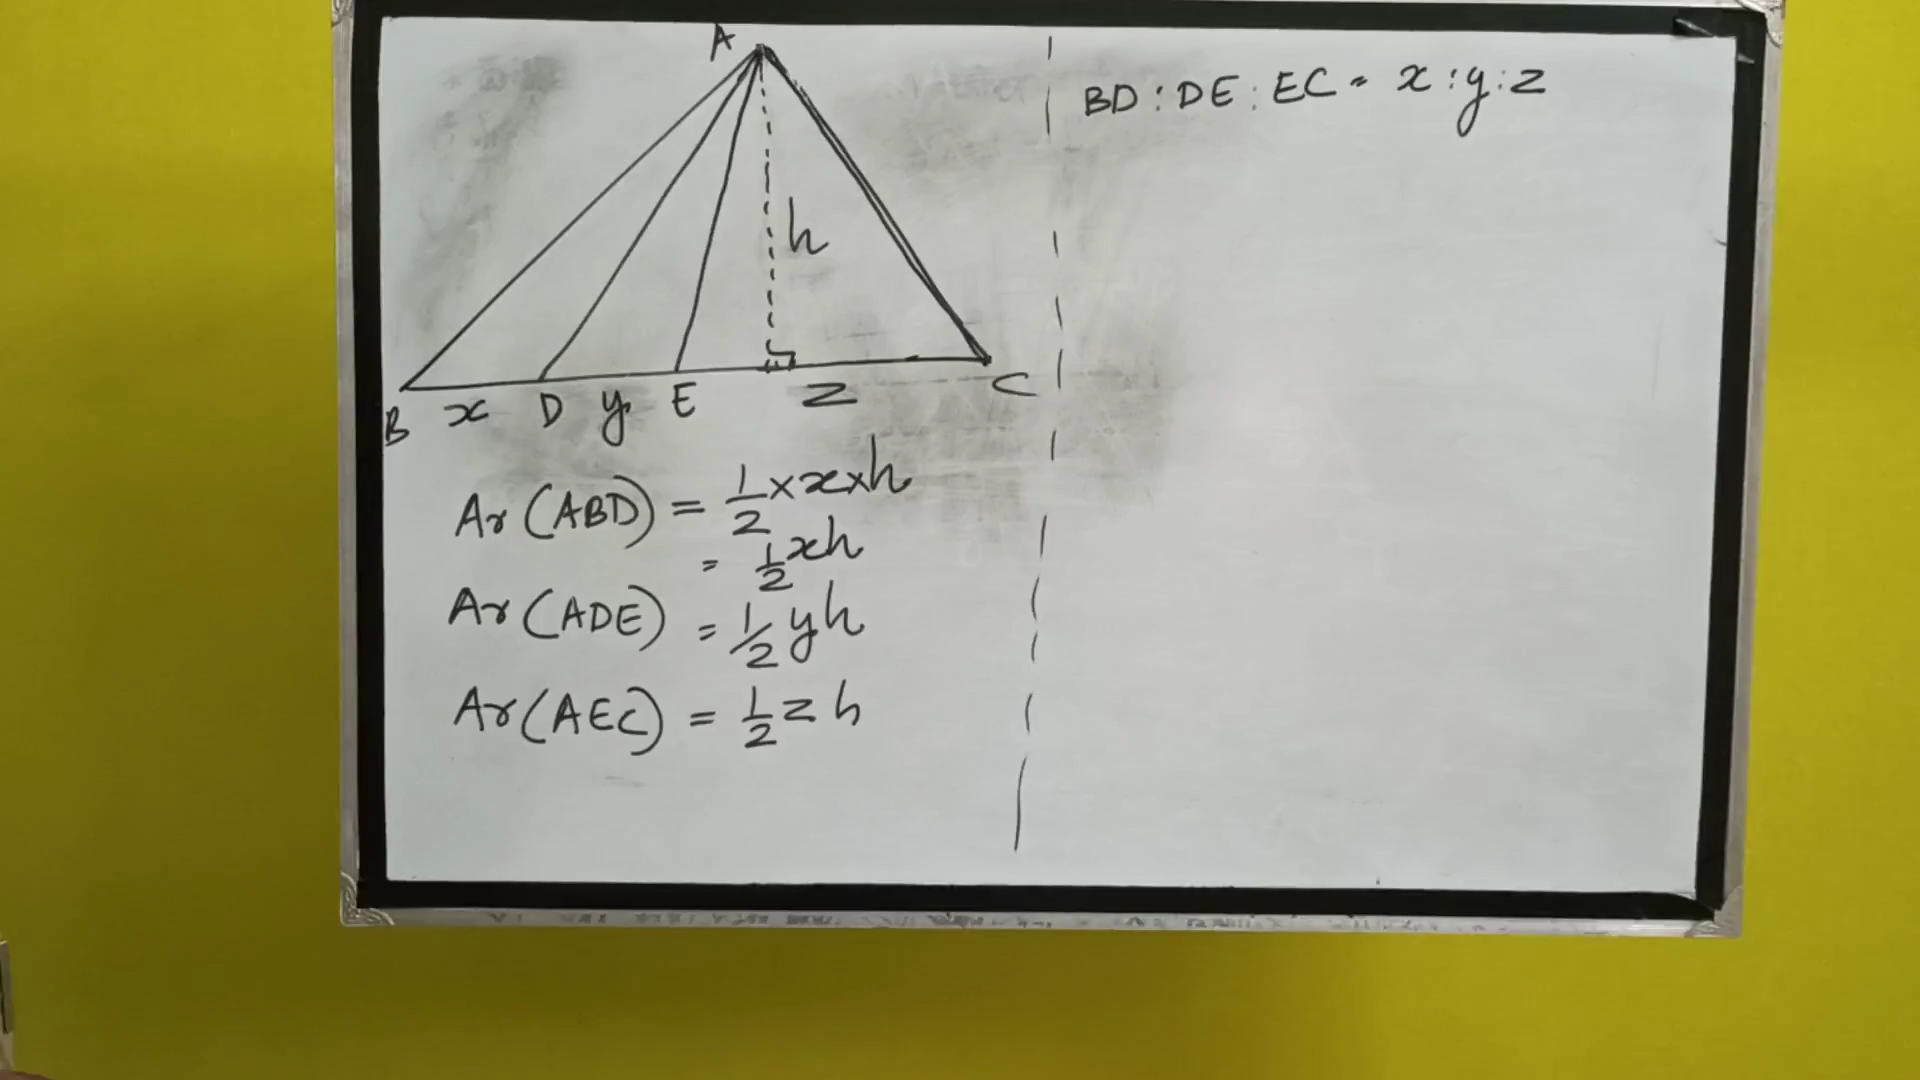 A
h
B x D y E z C
Ar (ABD) = 1/2 × x × h
= 1/2 xh
Ar (ADE) = 1/2 yh
Ar (AEC) = 1/2 z h
BD : DE : EC = x : y : z